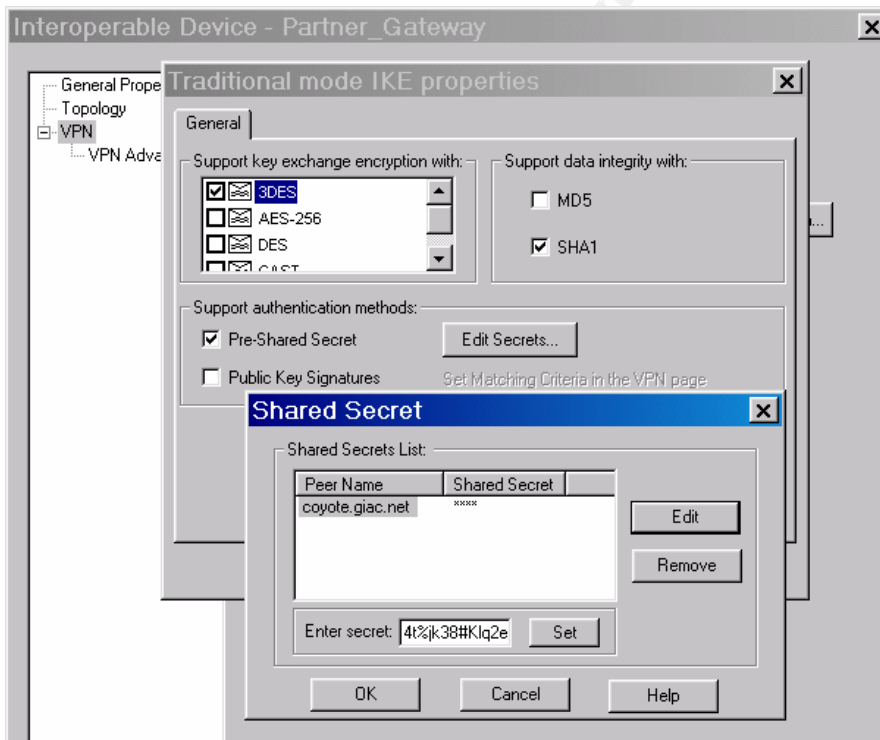 Interoperable Device - Partner_Gateway
General Prope
Topology
VPN
VPN Adva
Traditional mode IKE properties
General
Support key exchange encryption with:
3DES
AES-256
DES
CAST
Support data integrity with:
MD5
SHA1
Support authentication methods:
Pre-Shared Secret
Edit Secrets...
Public Key Signatures
Set Matching Criteria in the VPN page
Shared Secret
Shared Secrets List:
Peer Name Shared Secret
coyote.giac.net ****
Edit
Remove
Enter secret: 4t%jk38#Klq2e Set
OK Cancel Help